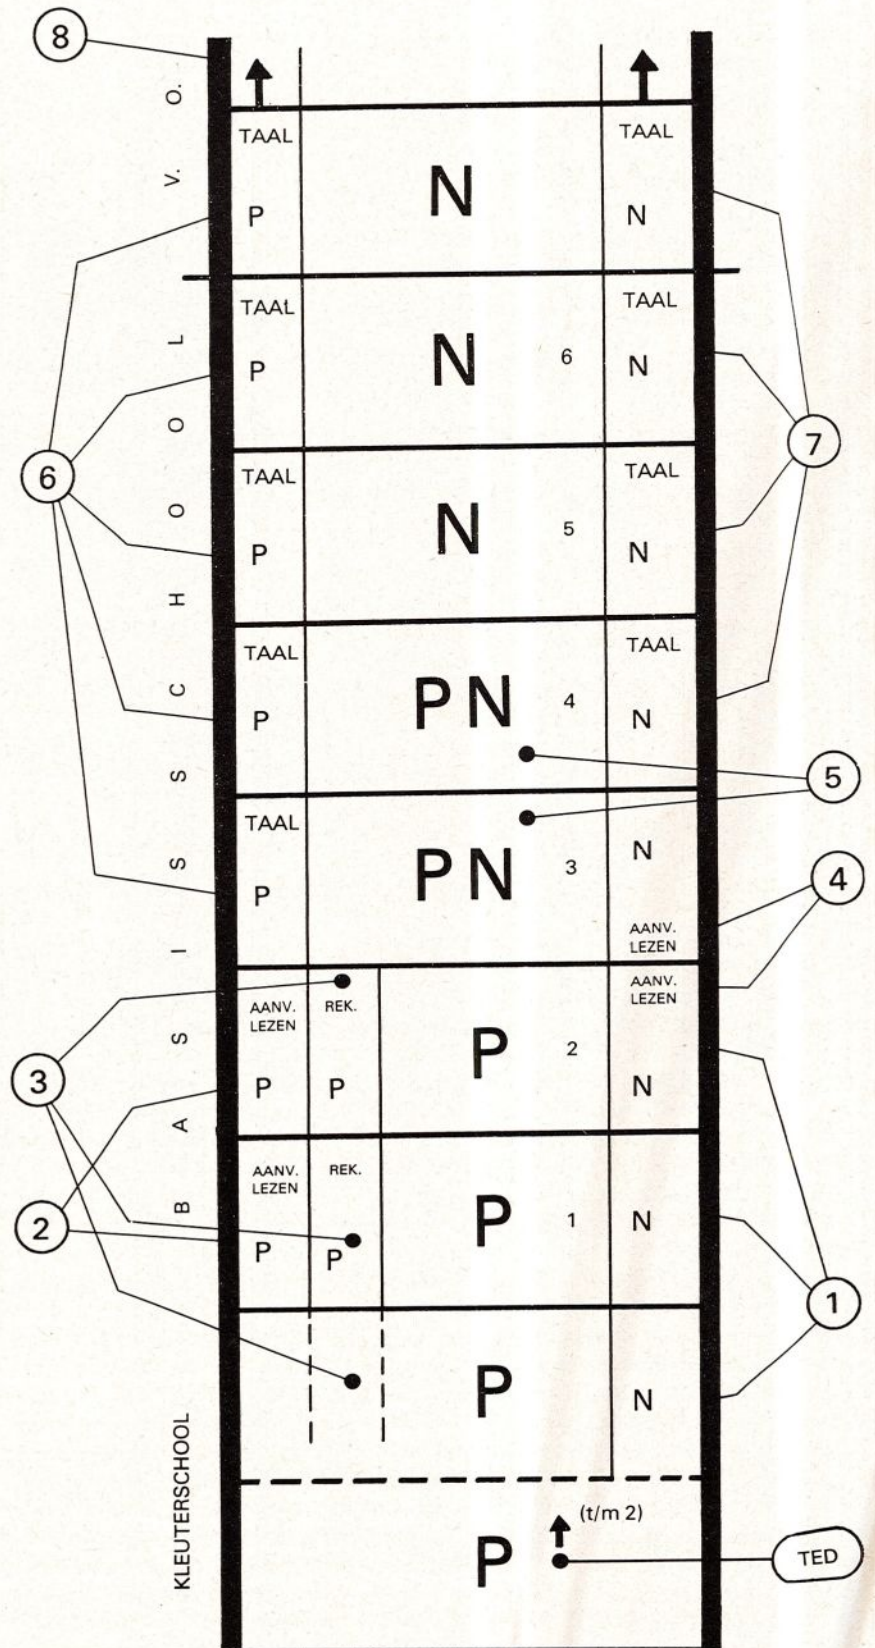 8
V. O.
TAAL
TAAL
P
N
N
TAAL
TAAL
P
N
6
N
7
6
TAAL
TAAL
P
N
5
N
TAAL
TAAL
P
PN
4
N
5
TAAL
P
PN
3
N
4
AANV.
LEZEN
AANV.
LEZEN
REK.
AANV.
LEZEN
3
P
P
P
2
N
AANV.
LEZEN
REK.
2
P
P
P
1
N
1
BASISSCHOOL
P
N
KLEUTERSCHOOL
(t/m 2)
P
TED